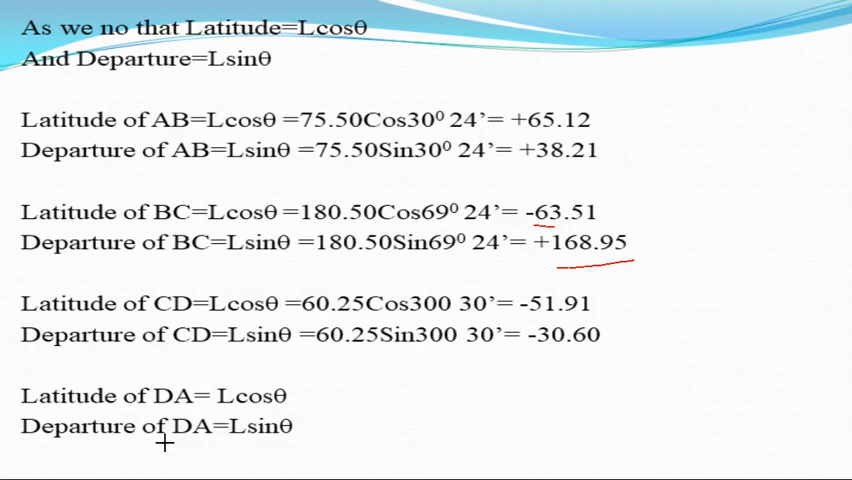 As we no that Latitude=Lcosθ
And Departure=Lsinθ
Latitude of AB=Lcosθ =75.50Cos30⁰ 24’= +65.12
Departure of AB=Lsinθ =75.50Sin30⁰ 24’= +38.21
Latitude of BC=Lcosθ =180.50Cos69⁰ 24’= -63.51
Departure of BC=Lsinθ =180.50Sin69⁰ 24’= +168.95
Latitude of CD=Lcosθ =60.25Cos300 30’= -51.91
Departure of CD=Lsinθ =60.25Sin300 30’= -30.60
Latitude of DA= Lcosθ
Departure of DA=Lsinθ